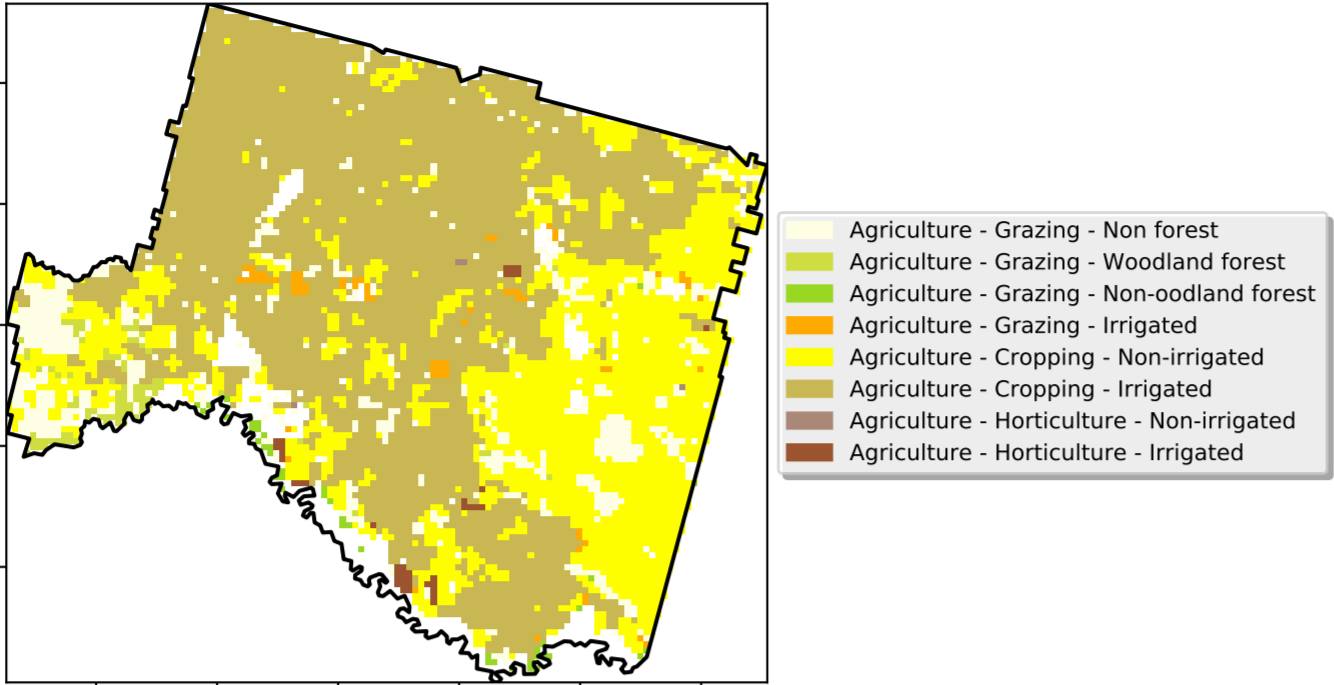 Agriculture - Grazing - Non forest
Agriculture - Grazing - Woodland forest
Agriculture - Grazing - Non-oodland forest
Agriculture - Grazing - Irrigated
Agriculture - Cropping - Non-irrigated
Agriculture - Cropping - Irrigated
Agriculture - Horticulture - Non-irrigated
Agriculture - Horticulture - Irrigated